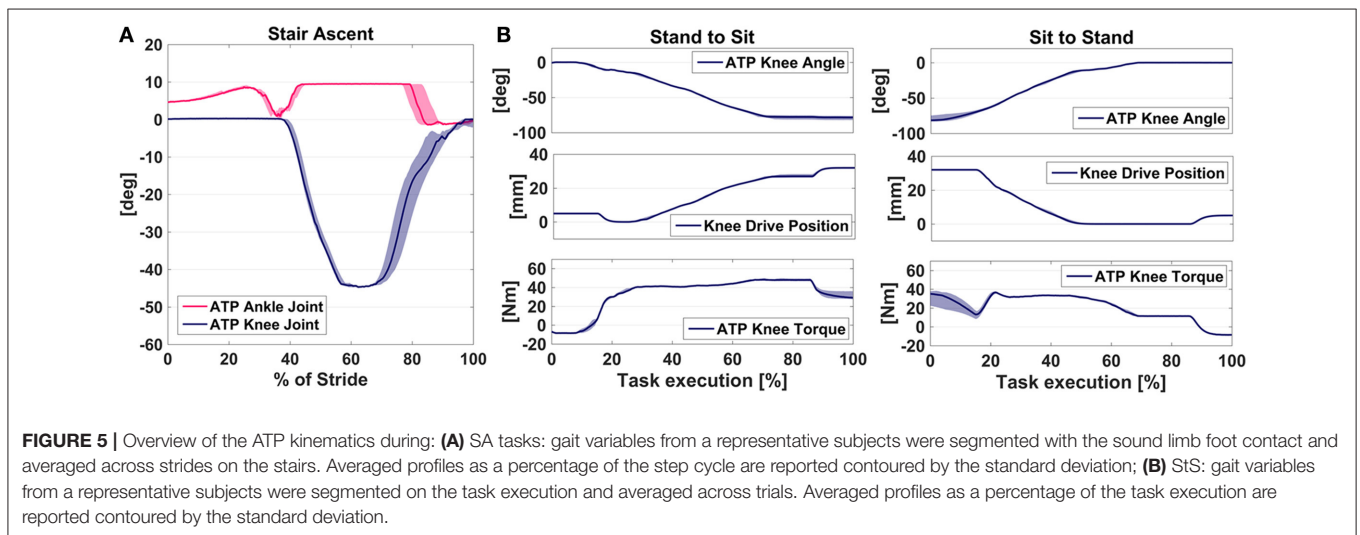 A
Stair Ascent
20
10
0
-10
-20
-30
-40
-50
-60
[deg]
ATP Ankle Joint
ATP Knee Joint
0 20 40 60 80 100
% of Stride
B
Stand to Sit
ATP Knee Angle
[deg]
0
-50
-100
Knee Drive Position
[mm]
40
20
0
ATP Knee Torque
[Nm]
60
40
20
0
-20
0 20 40 60 80 100
Task execution [%]
Sit to Stand
ATP Knee Angle
[deg]
0
-50
-100
Knee Drive Position
[mm]
40
20
0
ATP Knee Torque
[Nm]
60
40
20
0
-20
0 20 40 60 80 100
Task execution [%]
FIGURE 5 | Overview of the ATP kinematics during: (A) SA tasks: gait variables from a representative subjects were segmented with the sound limb foot contact and
averaged across strides on the stairs. Averaged profiles as a percentage of the step cycle are reported contoured by the standard deviation; (B) StS: gait variables
from a representative subjects were segmented on the task execution and averaged across trials. Averaged profiles as a percentage of the task execution are
reported contoured by the standard deviation.